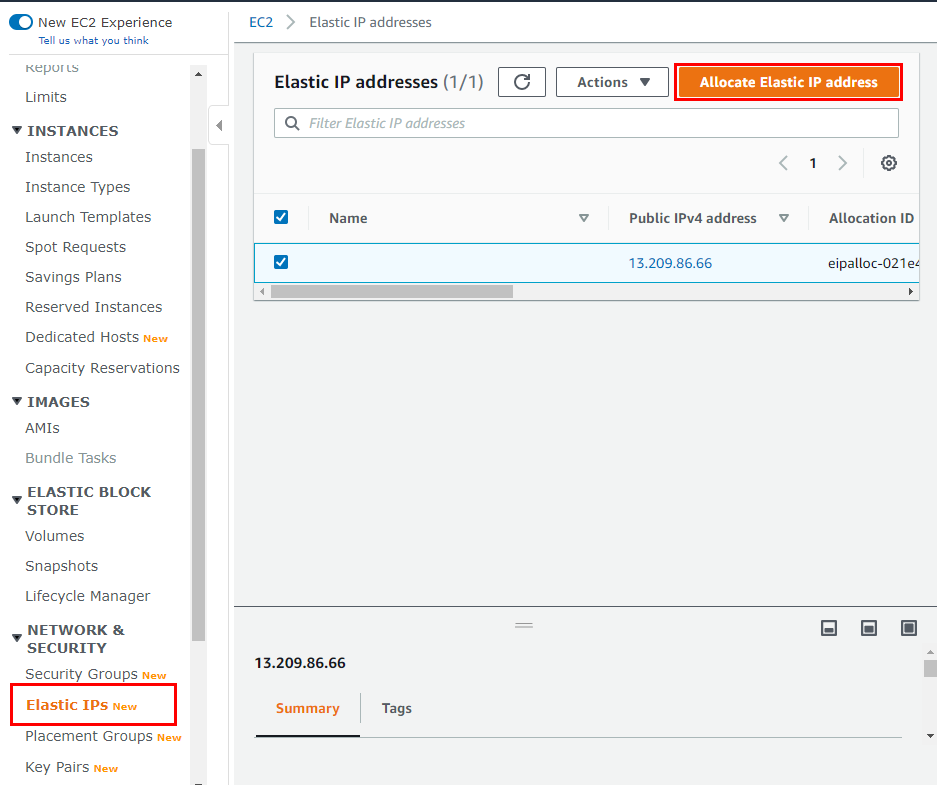 New EC2 Experience
Tell us what you think
Reports
Limits
INSTANCES
Instances
Instance Types
Launch Templates
Spot Requests
Savings Plans
Reserved Instances
Dedicated Hosts New
Capacity Reservations
IMAGES
AMIs
Bundle Tasks
ELASTIC BLOCK
STORE
Volumes
Snapshots
Lifecycle Manager
NETWORK &
SECURITY
Security Groups New
Elastic IPs New
Placement Groups New
Key Pairs New
EC2 > Elastic IP addresses
Elastic IP addresses (1/1) Actions Allocate Elastic IP address
Filter Elastic IP addresses
1
Name Public IPv4 address Allocation ID
13.209.86.66 eipalloc-021e4
13.209.86.66
Summary Tags